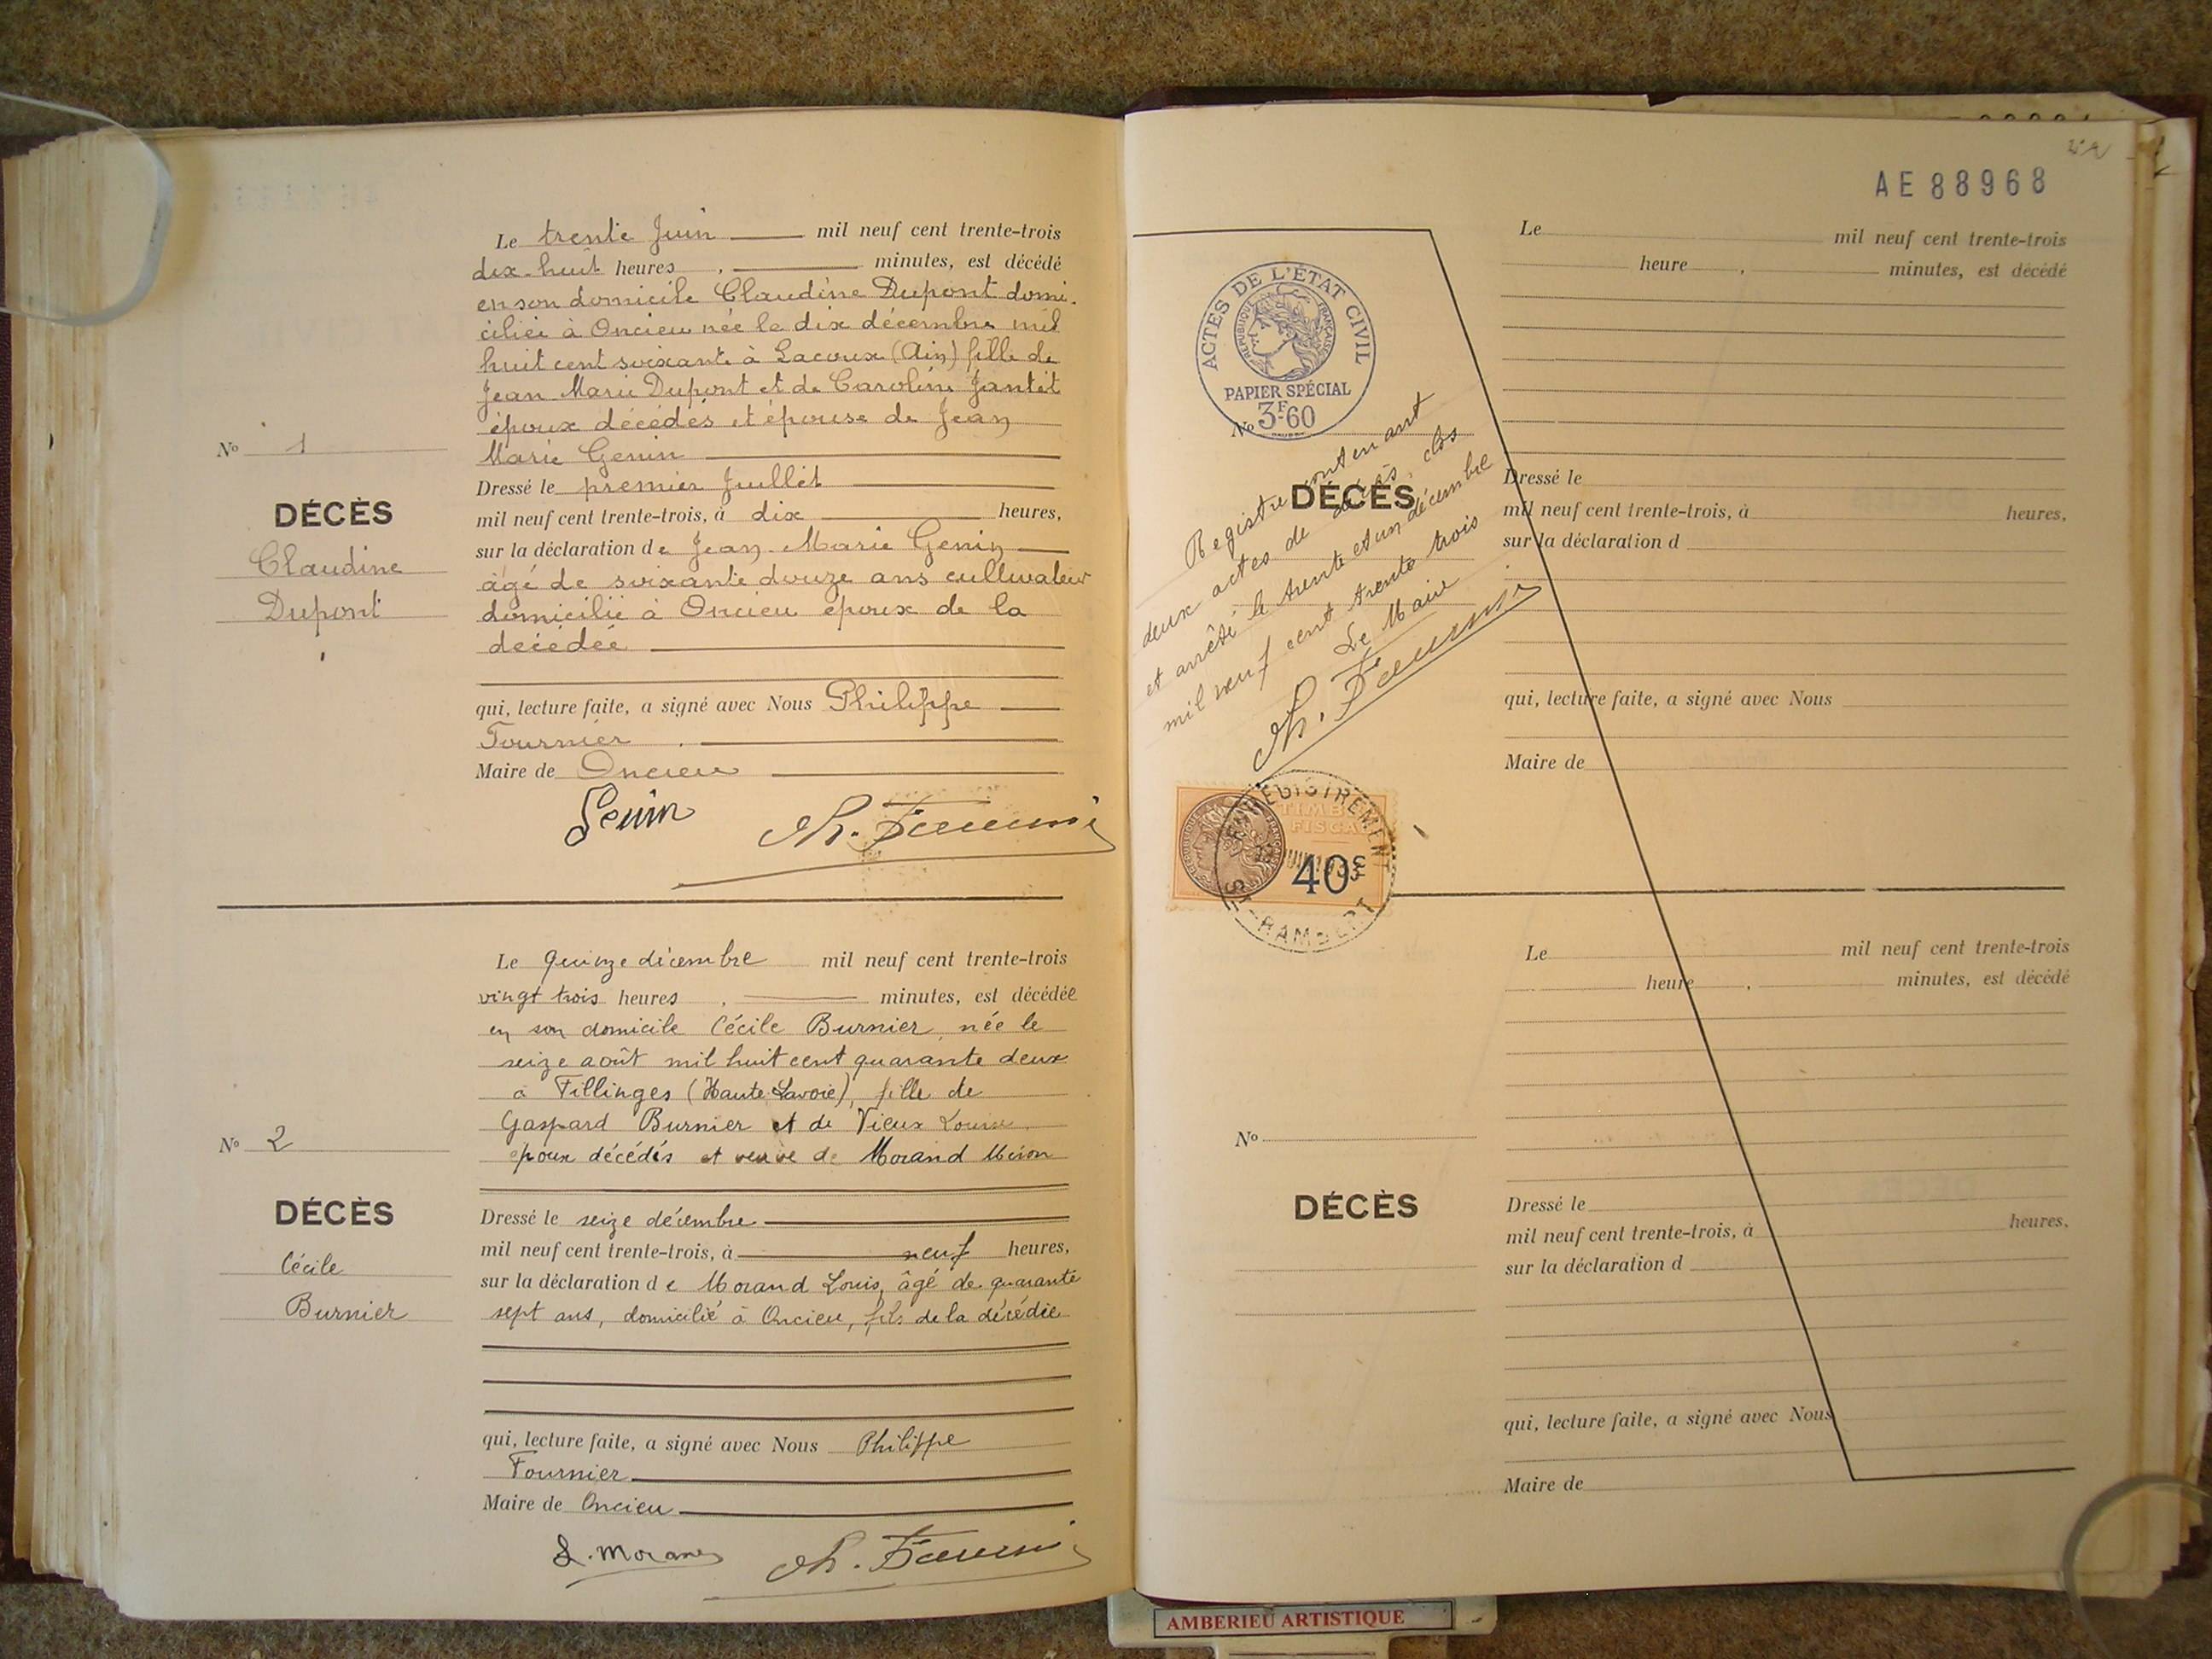 Le trente Juin mil neuf cent trente-trois
dix-huit heures, minutes, est décédé
en son domicile Claudine Dupont domi-
ciliée à Oncieu née le dix décembre mil
huit cent soixante à Lacoux (Ain) fille de
Jean Marie Dupont et de Caroline Jantet
époux décédés et épouse de Jean
Marie Genin
Nº 1
DÉCÈS
Claudine
Dupont
Dressé le premier Juillet
mil neuf cent trente-trois, à dix heures,
sur la déclaration de Jean-Marie Genin
âgé de soixante douze ans cultivateur
domicilié à Oncieu époux de la
décédée
qui, lecture faite, a signé avec Nous Philippe
Fournier
Maire de Oncieu
Genin Ph. Fournier
Le quinze décembre mil neuf cent trente-trois
vingt trois heures, minutes, est décédée
en son domicile Cécile Burnier, née le
seize août mil huit cent quarante deux
à Fillinges (Haute Savoie), fille de
Gaspard Burnier et de Vieux Louise
époux décédés et veuve de Morand
Nº 2
DÉCÈS
Cécile
Burnier
Dressé le seize décembre
mil neuf cent trente-trois, à neuf heures,
sur la déclaration de Morand Louis, âgé de quarante
sept ans, domicilié à Oncieu, fils de la décédée
qui, lecture faite, a signé avec Nous Philippe
Fournier
Maire de Oncieu
L. Morand Ph. Fournier
AE 88968
ACTES DE L'ÉTAT CIVIL
RÉPUBLIQUE FRANÇAISE
PAPIER SPÉCIAL
3F60
Nº
DÉCÈS
Registre contenant
deux actes de décès, clos
et arrêté le trente et un décembre
mil neuf cent trente trois
Le Maire
Ph. Fournier
TIMBRE
FISCAL
40c
ENREGISTREMENT
ST-RAMBERT
Le mil neuf cent trente-trois
heure, minutes, est décédé
Dressé le
mil neuf cent trente-trois, à heures,
sur la déclaration d
qui, lecture faite, a signé avec Nous
Maire de
Le mil neuf cent trente-trois
heure, minutes, est décédé
Nº
DÉCÈS
Dressé le
mil neuf cent trente-trois, à heures,
sur la déclaration d
qui, lecture faite, a signé avec Nous
Maire de
AMBERIEU ARTISTIQUE